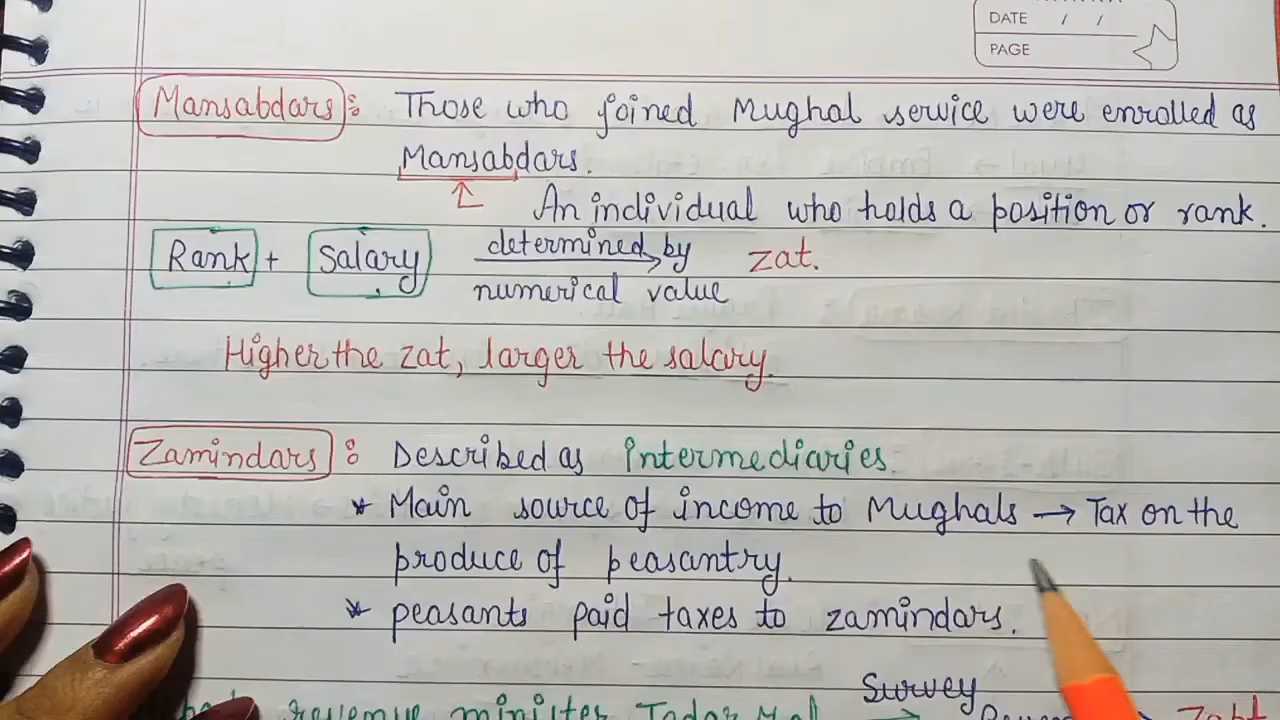 DATE / /
PAGE
Mansabdars : Those who joined Mughal service were enrolled as
Mansabdars.
An individual who holds a position or rank.
Rank + Salary determined by zat.
numerical value
Higher the zat, larger the salary.
Zamindars : Described as intermediaries.
* Main source of income to Mughals → Tax on the
produce of peasantry.
* peasants paid taxes to zamindars.
Survey
revenue minister Todar Mal →